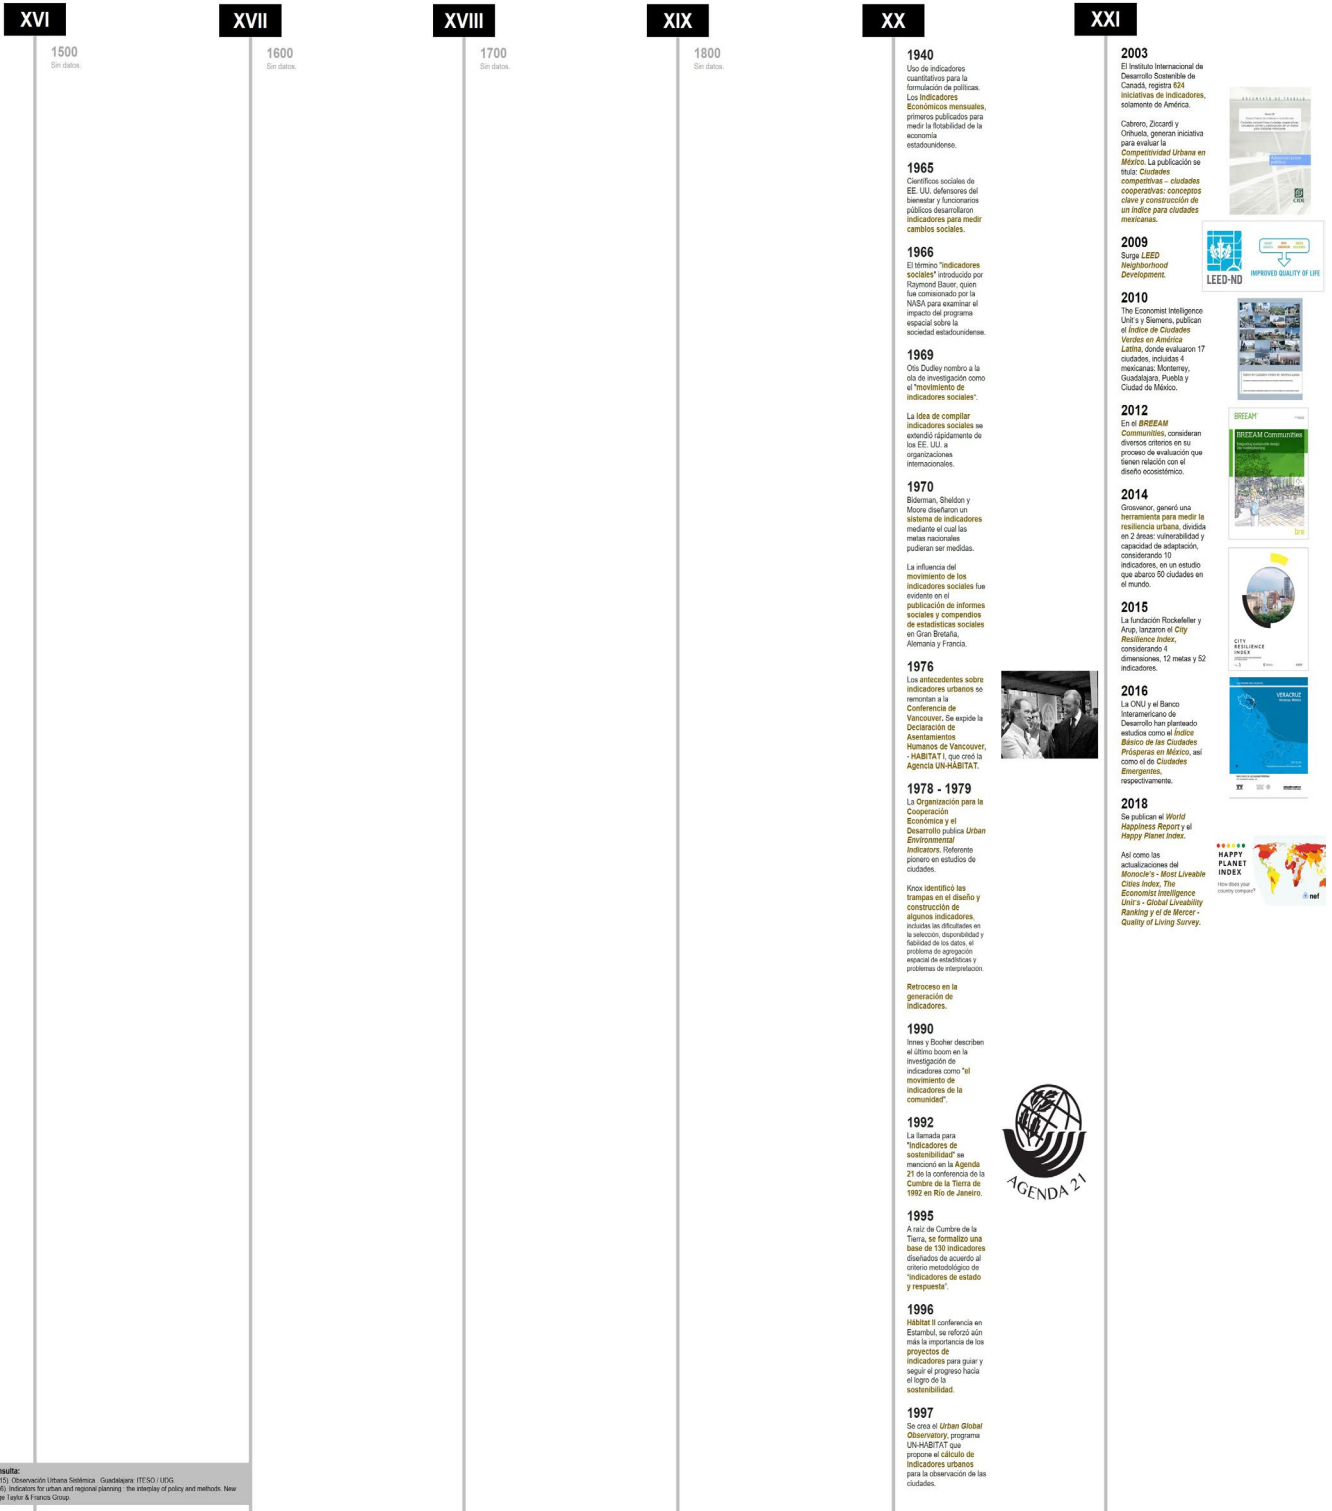 XVI
1500
Sin datos.
XVII
1600
Sin datos.
XVIII
1700
Sin datos.
XIX
1800
Sin datos.
XX
1940
Uso de indicadores
cuantitativos para la
formulación de políticas.
Los Indicadores
Económicos mensuales,
primeros publicados para
medir la flotabilidad de la
economía
estadounidense.
1965
Científicos sociales de
EE. UU. defensores del
bienestar y funcionarios
públicos desarrollaron
indicadores para medir
cambios sociales.
1966
El término "indicadores
sociales" introducido por
Raymond Bauer, quien
fue comisionado por la
NASA para examinar el
impacto del programa
espacial sobre la
sociedad estadounidense.
1969
Otis Dudley nombro a la
ola de investigación como
el "movimiento de
indicadores sociales".
La idea de compilar
indicadores sociales se
extendió rápidamente de
los EE. UU. a
organizaciones
internacionales.
1970
Biderman, Sheldon y
Moore diseñaron un
sistema de indicadores
mediante el cual las
metas nacionales
pudieran ser medidas.
La influencia del
movimiento de los
indicadores sociales fue
evidente en el
publicación de informes
sociales y compendios
de estadísticas sociales
en Gran Bretaña,
Alemania y Francia.
1976
Los antecedentes sobre
indicadores urbanos se
remontan a la
Conferencia de
Vancouver. Se expide la
Declaración de
Asentamientos
Humanos de Vancouver,
- HABITAT I, que creó la
Agencia UN-HÁBITAT.
1978 - 1979
La Organización para la
Cooperación
Económica y el
Desarrollo publica Urban
Environmental
Indicators. Referente
pionero en estudios de
ciudades.
Knox identificó las
trampas en el diseño y
construcción de
algunos indicadores,
incluidas las dificultades en
la selección, disponibilidad y
fiabilidad de los datos, el
problema de agregación
espacial de estadísticas y
problemas de interpretación.
Retroceso en la
generación de
indicadores.
1990
Innes y Booher describen
el último boom en la
investigación de
indicadores como "el
movimiento de
indicadores de la
comunidad".
1992
La llamada para
"indicadores de
sostenibilidad" se
mencionó en la Agenda
21 de la conferencia de la
Cumbre de la Tierra de
1992 en Río de Janeiro.
AGENDA 21
1995
A raíz de Cumbre de la
Tierra, se formalizo una
base de 130 indicadores
diseñados de acuerdo al
criterio metodológico de
"indicadores de estado
y respuesta".
1996
Hábitat II conferencia en
Estambul, se reforzó aún
más la importancia de los
proyectos de
indicadores para guiar y
seguir el progreso hacia
el logro de la
sostenibilidad.
1997
Se crea el Urban Global
Observatory, programa
UN-HABITAT que
propone el cálculo de
indicadores urbanos
para la observación de las
ciudades.
XXI
2003
El Instituto Internacional de
Desarrollo Sostenible de
Canadá, registra 624
iniciativas de indicadores,
solamente de América.
Cabrero, Ziccardi y
Orihuela, generan iniciativa
para evaluar la
Competitividad Urbana en
México. La publicación se
titula: Ciudades
competitivas – ciudades
cooperativas: conceptos
clave y construcción de
un índice para ciudades
mexicanas.
DOCUMENTO DE TRABAJO
CIDE
2009
Surge LEED
Neighborhood
Development.
LEED-ND
IMPROVED QUALITY OF LIFE
2010
The Economist Intelligence
Unit's y Siemens, publican
el Índice de Ciudades
Verdes en América
Latina, donde evaluaron 17
ciudades, incluidas 4
mexicanas: Monterrey,
Guadalajara, Puebla y
Ciudad de México.
2012
En el BREEAM
Communities, consideran
diversos criterios en su
proceso de evaluación que
tienen relación con el
diseño ecosistémico.
BREEAM
BREEAM Communities
bre
2014
Grosvenor, generó una
herramienta para medir la
resiliencia urbana, dividida
en 2 áreas: vulnerabilidad y
capacidad de adaptación,
considerando 10
indicadores, en un estudio
que abarco 50 ciudades en
el mundo.
2015
La fundación Rockefeller y
Arup, lanzaron el City
Resilience Index,
considerando 4
dimensiones, 12 metas y 52
indicadores.
CITY
RESILIENCE
INDEX
2016
La ONU y el Banco
Interamericano de
Desarrollo han planteado
estudios como el Índice
Básico de las Ciudades
Prósperas en México, así
como el de Ciudades
Emergentes,
respectivamente.
VERACRUZ
2018
Se publican el World
Happiness Report y el
Happy Planet Index.
Así como las
actualizaciones del
Monocle's - Most Liveable
Cities Index, The
Economist Intelligence
Unit's - Global Liveability
Ranking y el de Mercer -
Quality of Living Survey.
HAPPY
PLANET
INDEX
How does your
country compare?
nef
nsulta:
15). Observación Urbana Sistémica. Guadalajara: ITESO / UDG.
6). Indicators for urban and regional planning : the interplay of policy and methods. New
ge Taylor & Francis Group.